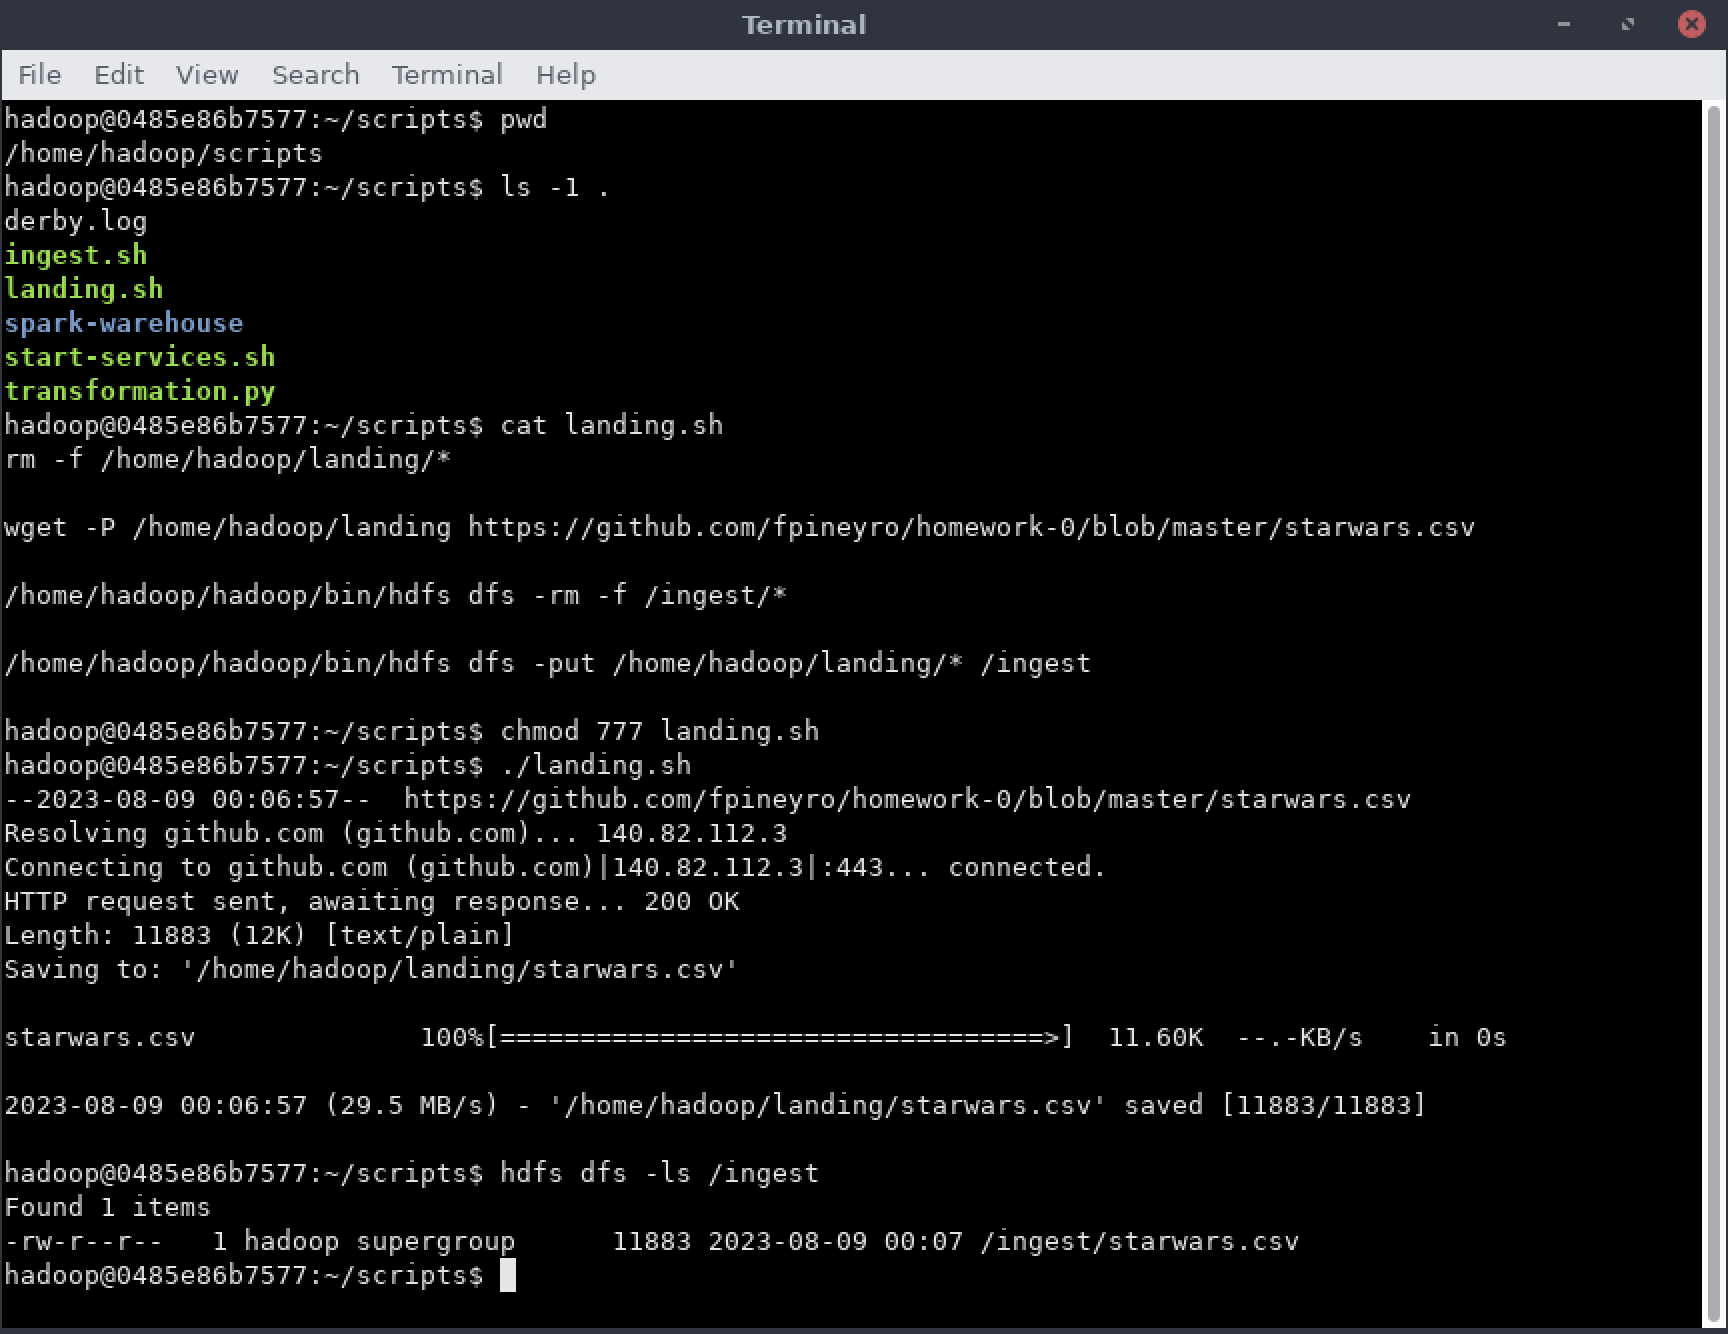 Terminal
File Edit View Search Terminal Help
hadoop@0485e86b7577:~/scripts$ pwd
/home/hadoop/scripts
hadoop@0485e86b7577:~/scripts$ ls -1 .
derby.log
ingest.sh
landing.sh
spark-warehouse
start-services.sh
transformation.py
hadoop@0485e86b7577:~/scripts$ cat landing.sh
rm -f /home/hadoop/landing/*
wget -P /home/hadoop/landing https://github.com/fpineyro/homework-0/blob/master/starwars.csv
/home/hadoop/hadoop/bin/hdfs dfs -rm -f /ingest/*
/home/hadoop/hadoop/bin/hdfs dfs -put /home/hadoop/landing/* /ingest
hadoop@0485e86b7577:~/scripts$ chmod 777 landing.sh
hadoop@0485e86b7577:~/scripts$ ./landing.sh
--2023-08-09 00:06:57--  https://github.com/fpineyro/homework-0/blob/master/starwars.csv
Resolving github.com (github.com)... 140.82.112.3
Connecting to github.com (github.com)|140.82.112.3|:443... connected.
HTTP request sent, awaiting response... 200 OK
Length: 11883 (12K) [text/plain]
Saving to: '/home/hadoop/landing/starwars.csv'
starwars.csv              100%[==================================>]  11.60K  --.-KB/s    in 0s
2023-08-09 00:06:57 (29.5 MB/s) - '/home/hadoop/landing/starwars.csv' saved [11883/11883]
hadoop@0485e86b7577:~/scripts$ hdfs dfs -ls /ingest
Found 1 items
-rw-r--r--   1 hadoop supergroup      11883 2023-08-09 00:07 /ingest/starwars.csv
hadoop@0485e86b7577:~/scripts$